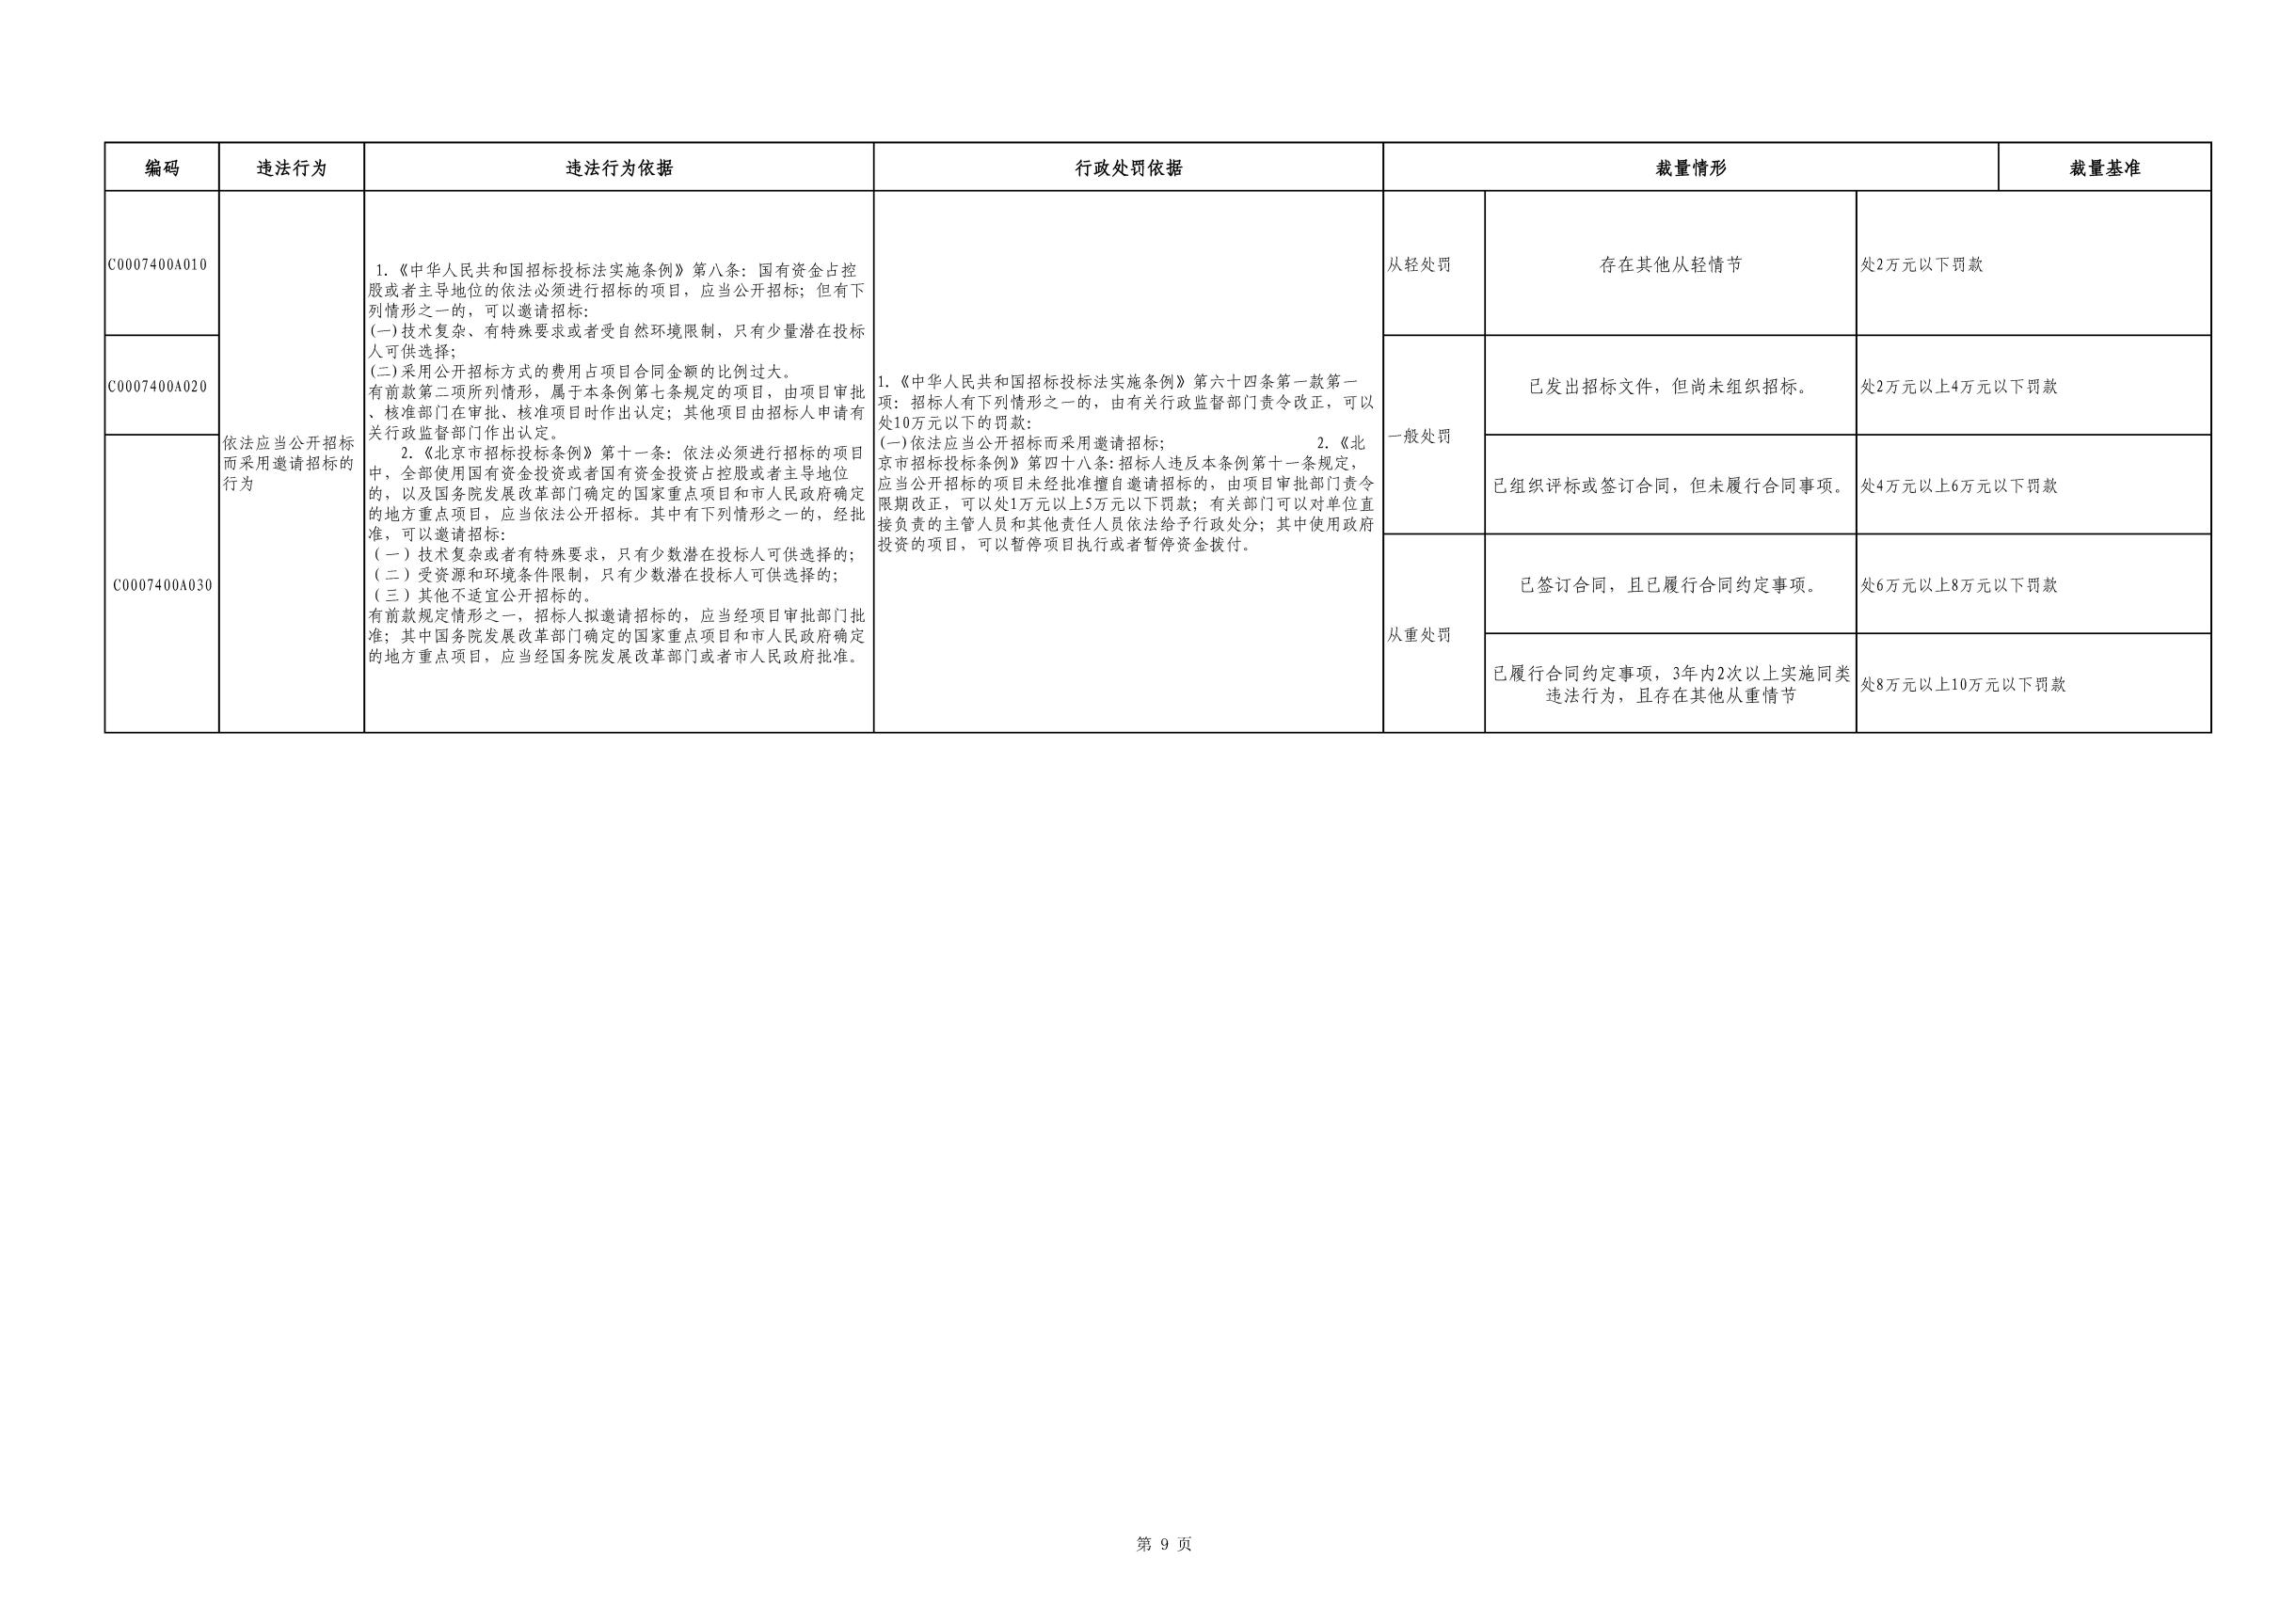 编码 违法行为 违法行为依据 行政处罚依据 裁量情形 裁量基准
C0007400A010
C0007400A020
C0007400A030
依法应当公开招标
而采用邀请招标的
行为
1.《中华人民共和国招标投标法实施条例》第八条：国有资金占控
股或者主导地位的依法必须进行招标的项目，应当公开招标；但有下
列情形之一的，可以邀请招标：
(一)技术复杂、有特殊要求或者受自然环境限制，只有少量潜在投标
人可供选择；
(二)采用公开招标方式的费用占项目合同金额的比例过大。
有前款第二项所列情形，属于本条例第七条规定的项目，由项目审批
、核准部门在审批、核准项目时作出认定；其他项目由招标人申请有
关行政监督部门作出认定。
2.《北京市招标投标条例》第十一条：依法必须进行招标的项目
中，全部使用国有资金投资或者国有资金投资占控股或者主导地位
的，以及国务院发展改革部门确定的国家重点项目和市人民政府确定
的地方重点项目，应当依法公开招标。其中有下列情形之一的，经批
准，可以邀请招标：
（一）技术复杂或者有特殊要求，只有少数潜在投标人可供选择的；
（二）受资源和环境条件限制，只有少数潜在投标人可供选择的；
（三）其他不适宜公开招标的。
有前款规定情形之一，招标人拟邀请招标的，应当经项目审批部门批
准；其中国务院发展改革部门确定的国家重点项目和市人民政府确定
的地方重点项目，应当经国务院发展改革部门或者市人民政府批准。
1.《中华人民共和国招标投标法实施条例》第六十四条第一款第一
项：招标人有下列情形之一的，由有关行政监督部门责令改正，可以
处10万元以下的罚款：
(一)依法应当公开招标而采用邀请招标； 2.《北
京市招标投标条例》第四十八条:招标人违反本条例第十一条规定，
应当公开招标的项目未经批准擅自邀请招标的，由项目审批部门责令
限期改正，可以处1万元以上5万元以下罚款；有关部门可以对单位直
接负责的主管人员和其他责任人员依法给予行政处分；其中使用政府
投资的项目，可以暂停项目执行或者暂停资金拨付。
从轻处罚 存在其他从轻情节 处2万元以下罚款
一般处罚
已发出招标文件，但尚未组织招标。 处2万元以上4万元以下罚款
已组织评标或签订合同，但未履行合同事项。 处4万元以上6万元以下罚款
从重处罚
已签订合同，且已履行合同约定事项。 处6万元以上8万元以下罚款
已履行合同约定事项，3年内2次以上实施同类
违法行为，且存在其他从重情节
处8万元以上10万元以下罚款
第 9 页